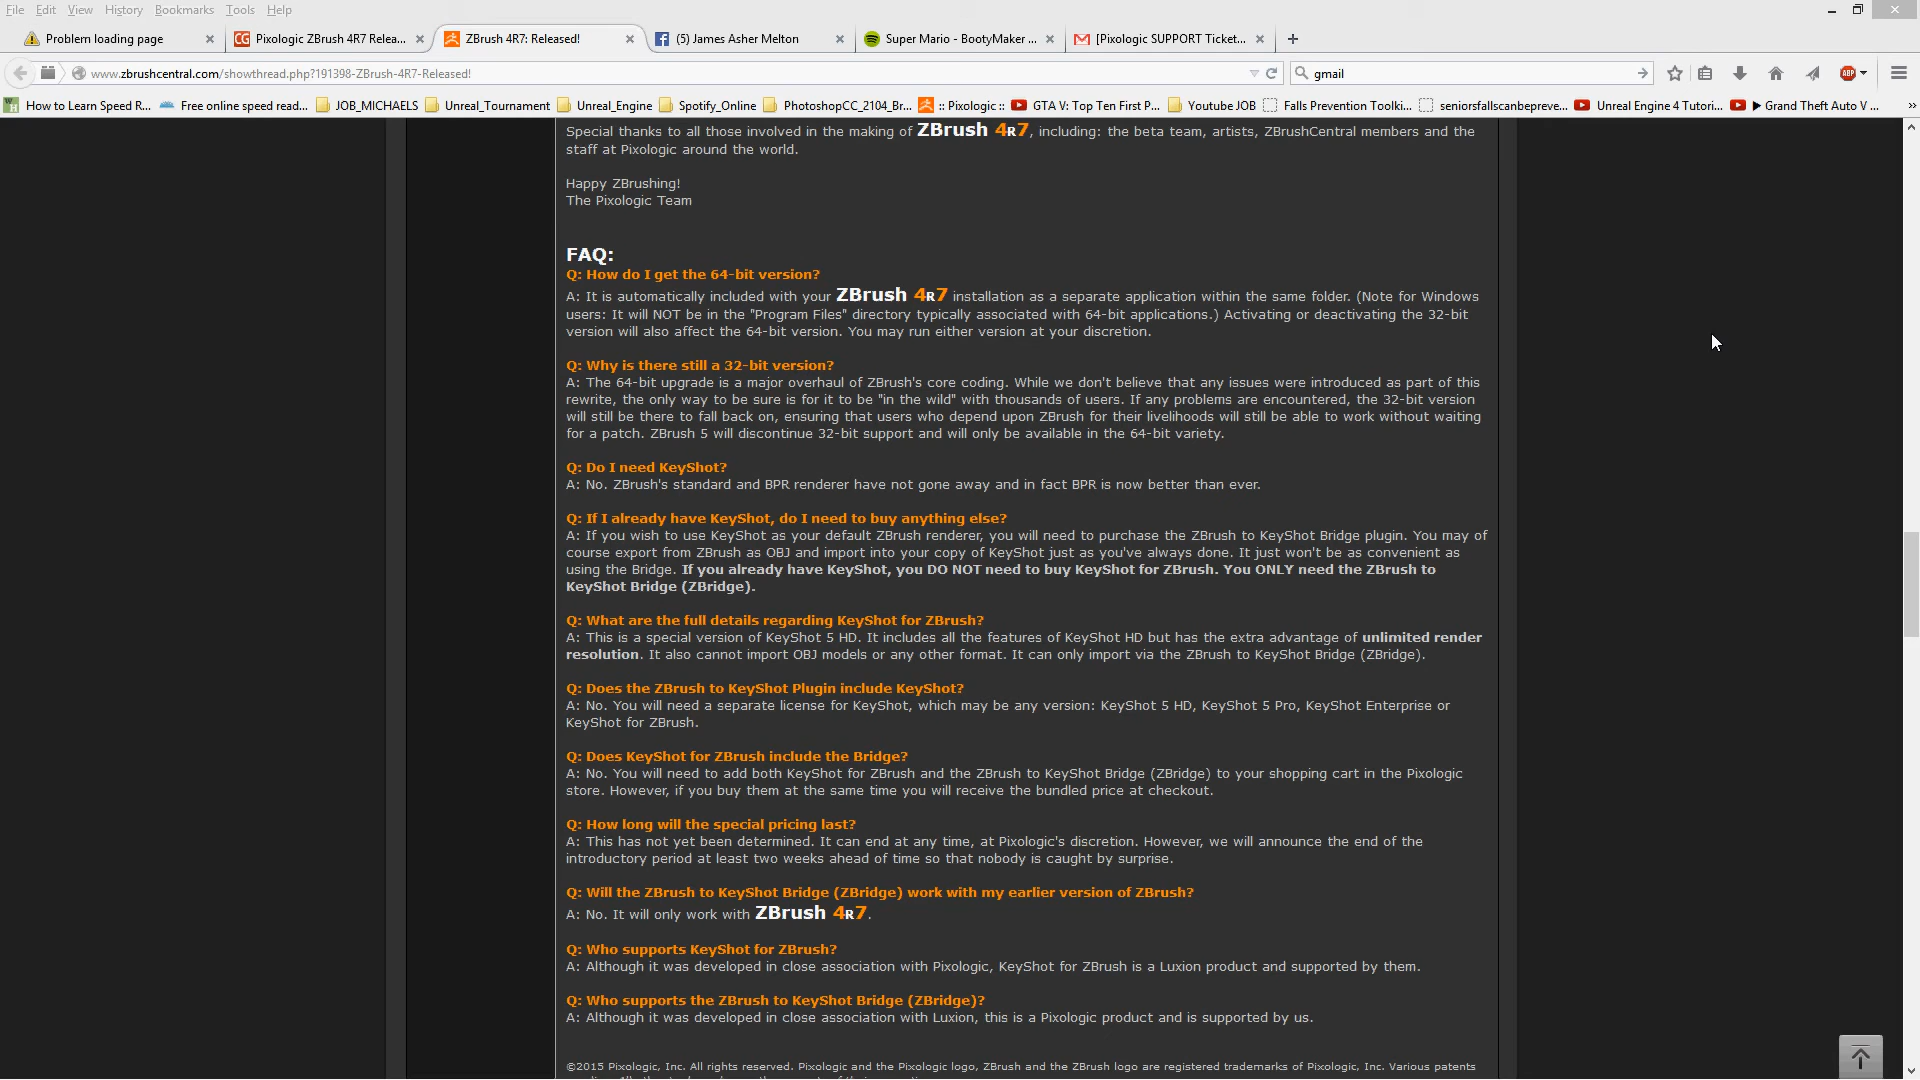 File Edit View History Bookmarks Tools Help
Problem loading page
Pixologic ZBrush 4R7 Relea...
ZBrush 4R7: Released!
(5) James Asher Melton
Super Mario - BootyMaker ...
[Pixologic SUPPORT Ticket...
www.zbrushcentral.com/showthread.php?191398-ZBrush-4R7-Released!
gmail
ABP
How to Learn Speed R... Free online speed read... JOB_MICHAELS Unreal_Tournament Unreal_Engine Spotify_Online PhotoshopCC_2104_Br... :: Pixologic :: GTA V: Top Ten First P... Youtube JOB Falls Prevention Toolki... seniorsfallscanbepreve... Unreal Engine 4 Tutori... ▶ Grand Theft Auto V ... »
Special thanks to all those involved in the making of ZBrush 4R7, including: the beta team, artists, ZBrushCentral members and the
staff at Pixologic around the world.
Happy ZBrushing!
The Pixologic Team
FAQ:
Q: How do I get the 64-bit version?
A: It is automatically included with your ZBrush 4R7 installation as a separate application within the same folder. (Note for Windows
users: It will NOT be in the "Program Files" directory typically associated with 64-bit applications.) Activating or deactivating the 32-bit
version will also affect the 64-bit version. You may run either version at your discretion.
Q: Why is there still a 32-bit version?
A: The 64-bit upgrade is a major overhaul of ZBrush's core coding. While we don't believe that any issues were introduced as part of this
rewrite, the only way to be sure is for it to be "in the wild" with thousands of users. If any problems are encountered, the 32-bit version
will still be there to fall back on, ensuring that users who depend upon ZBrush for their livelihoods will still be able to work without waiting
for a patch. ZBrush 5 will discontinue 32-bit support and will only be available in the 64-bit variety.
Q: Do I need KeyShot?
A: No. ZBrush's standard and BPR renderer have not gone away and in fact BPR is now better than ever.
Q: If I already have KeyShot, do I need to buy anything else?
A: If you wish to use KeyShot as your default ZBrush renderer, you will need to purchase the ZBrush to KeyShot Bridge plugin. You may of
course export from ZBrush as OBJ and import into your copy of KeyShot just as you've always done. It just won't be as convenient as
using the Bridge. If you already have KeyShot, you DO NOT need to buy KeyShot for ZBrush. You ONLY need the ZBrush to
KeyShot Bridge (ZBridge).
Q: What are the full details regarding KeyShot for ZBrush?
A: This is a special version of KeyShot 5 HD. It includes all the features of KeyShot HD but has the extra advantage of unlimited render
resolution. It also cannot import OBJ models or any other format. It can only import via the ZBrush to KeyShot Bridge (ZBridge).
Q: Does the ZBrush to KeyShot Plugin include KeyShot?
A: No. You will need a separate license for KeyShot, which may be any version: KeyShot 5 HD, KeyShot 5 Pro, KeyShot Enterprise or
KeyShot for ZBrush.
Q: Does KeyShot for ZBrush include the Bridge?
A: No. You will need to add both KeyShot for ZBrush and the ZBrush to KeyShot Bridge (ZBridge) to your shopping cart in the Pixologic
store. However, if you buy them at the same time you will receive the bundled price at checkout.
Q: How long will the special pricing last?
A: This has not yet been determined. It can end at any time, at Pixologic's discretion. However, we will announce the end of the
introductory period at least two weeks ahead of time so that nobody is caught by surprise.
Q: Will the ZBrush to KeyShot Bridge (ZBridge) work with my earlier version of ZBrush?
A: No. It will only work with ZBrush 4R7.
Q: Who supports KeyShot for ZBrush?
A: Although it was developed in close association with Pixologic, KeyShot for ZBrush is a Luxion product and supported by them.
Q: Who supports the ZBrush to KeyShot Bridge (ZBridge)?
A: Although it was developed in close association with Luxion, this is a Pixologic product and is supported by us.
©2015 Pixologic, Inc. All rights reserved. Pixologic and the Pixologic logo, ZBrush and the ZBrush logo are registered trademarks of Pixologic, Inc. Various patents